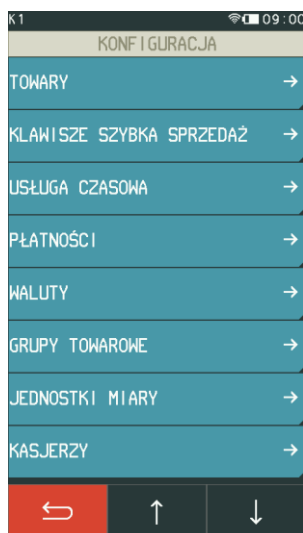 K1 09:00
KONFIGURACJA
TOWARY
KLAWISZE SZYBKA SPRZEDAŻ
USŁUGA CZASOWA
PŁATNOŚCI
WALUTY
GRUPY TOWAROWE
JEDNOSTKI MIARY
KASJERZY